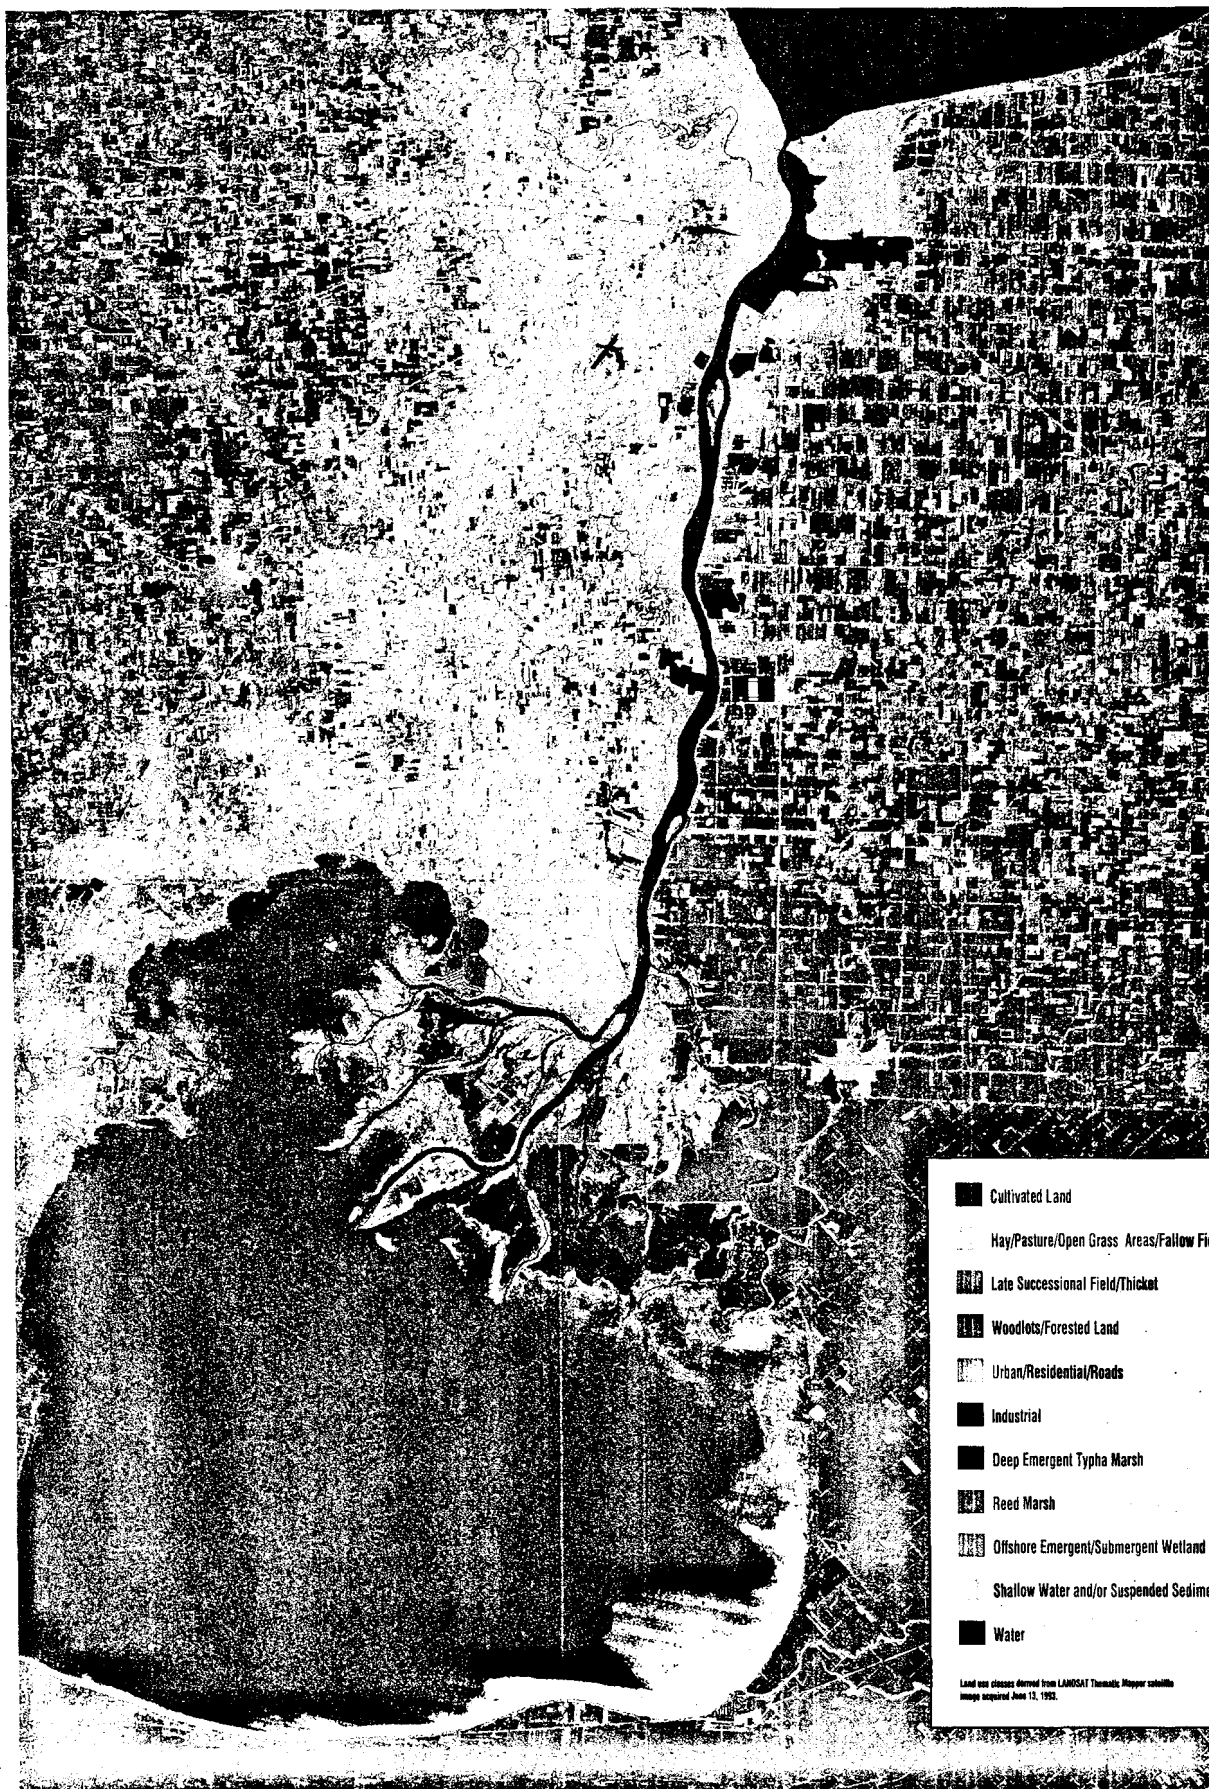 Cultivated Land
Hay/Pasture/Open Grass Areas/Fallow Fi
Late Successional Field/Thicket
Woodlots/Forested Land
Urban/Residential/Roads
Industrial
Deep Emergent Typha Marsh
Reed Marsh
Offshore Emergent/Submergent Wetland
Shallow Water and/or Suspended Sedime
Water
Land use classes derived from LANDSAT Thematic Mapper satellite
image acquired June 13, 1993.